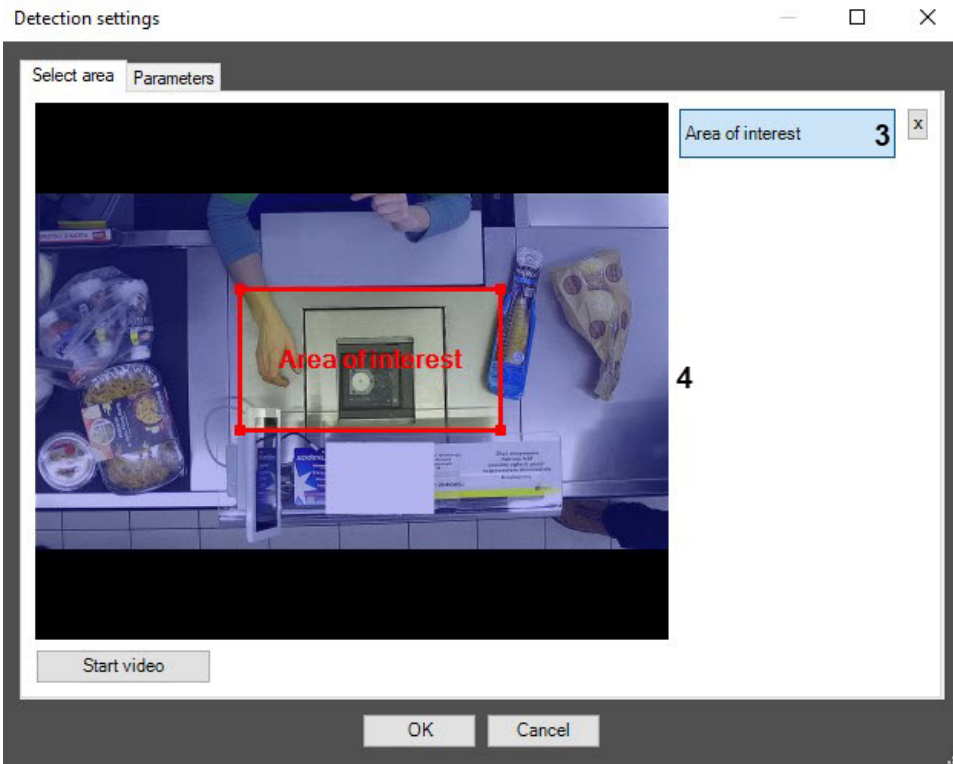 Detection settings
Select area
Parameters
Area of interest
3
x
Area of interest
4
Start video
OK
Cancel